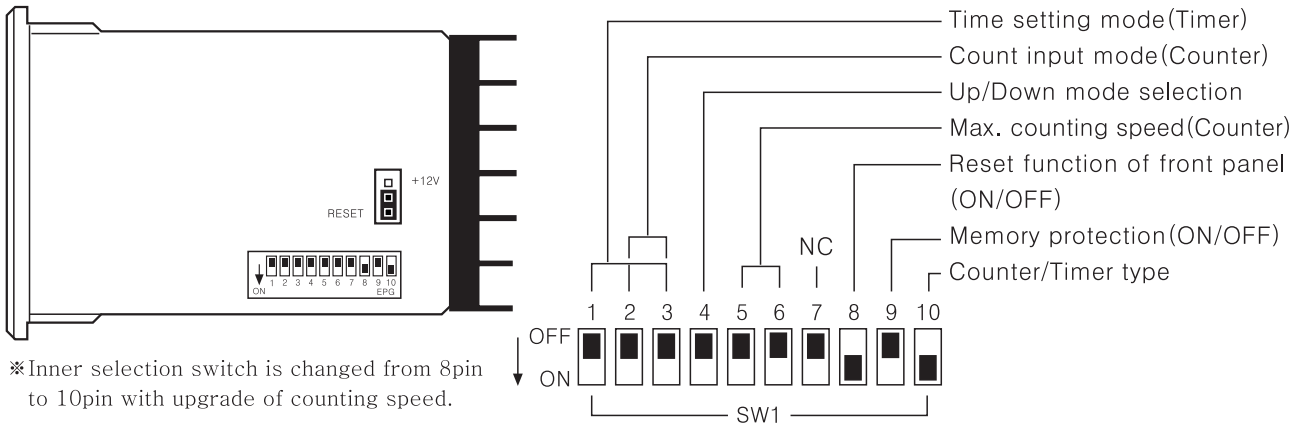 Time setting mode(Timer)
Count input mode(Counter)
Up/Down mode selection
Max. counting speed(Counter)
Reset function of front panel
(ON/OFF)
Memory protection(ON/OFF)
Counter/Timer type
NC
1 2 3 4 5 6 7 8 9 10
OFF
ON
SW1
+12V
RESET
ON
1 2 3 4 5 6 7 8 9 10
EPG
※Inner selection switch is changed from 8pin
to 10pin with upgrade of counting speed.